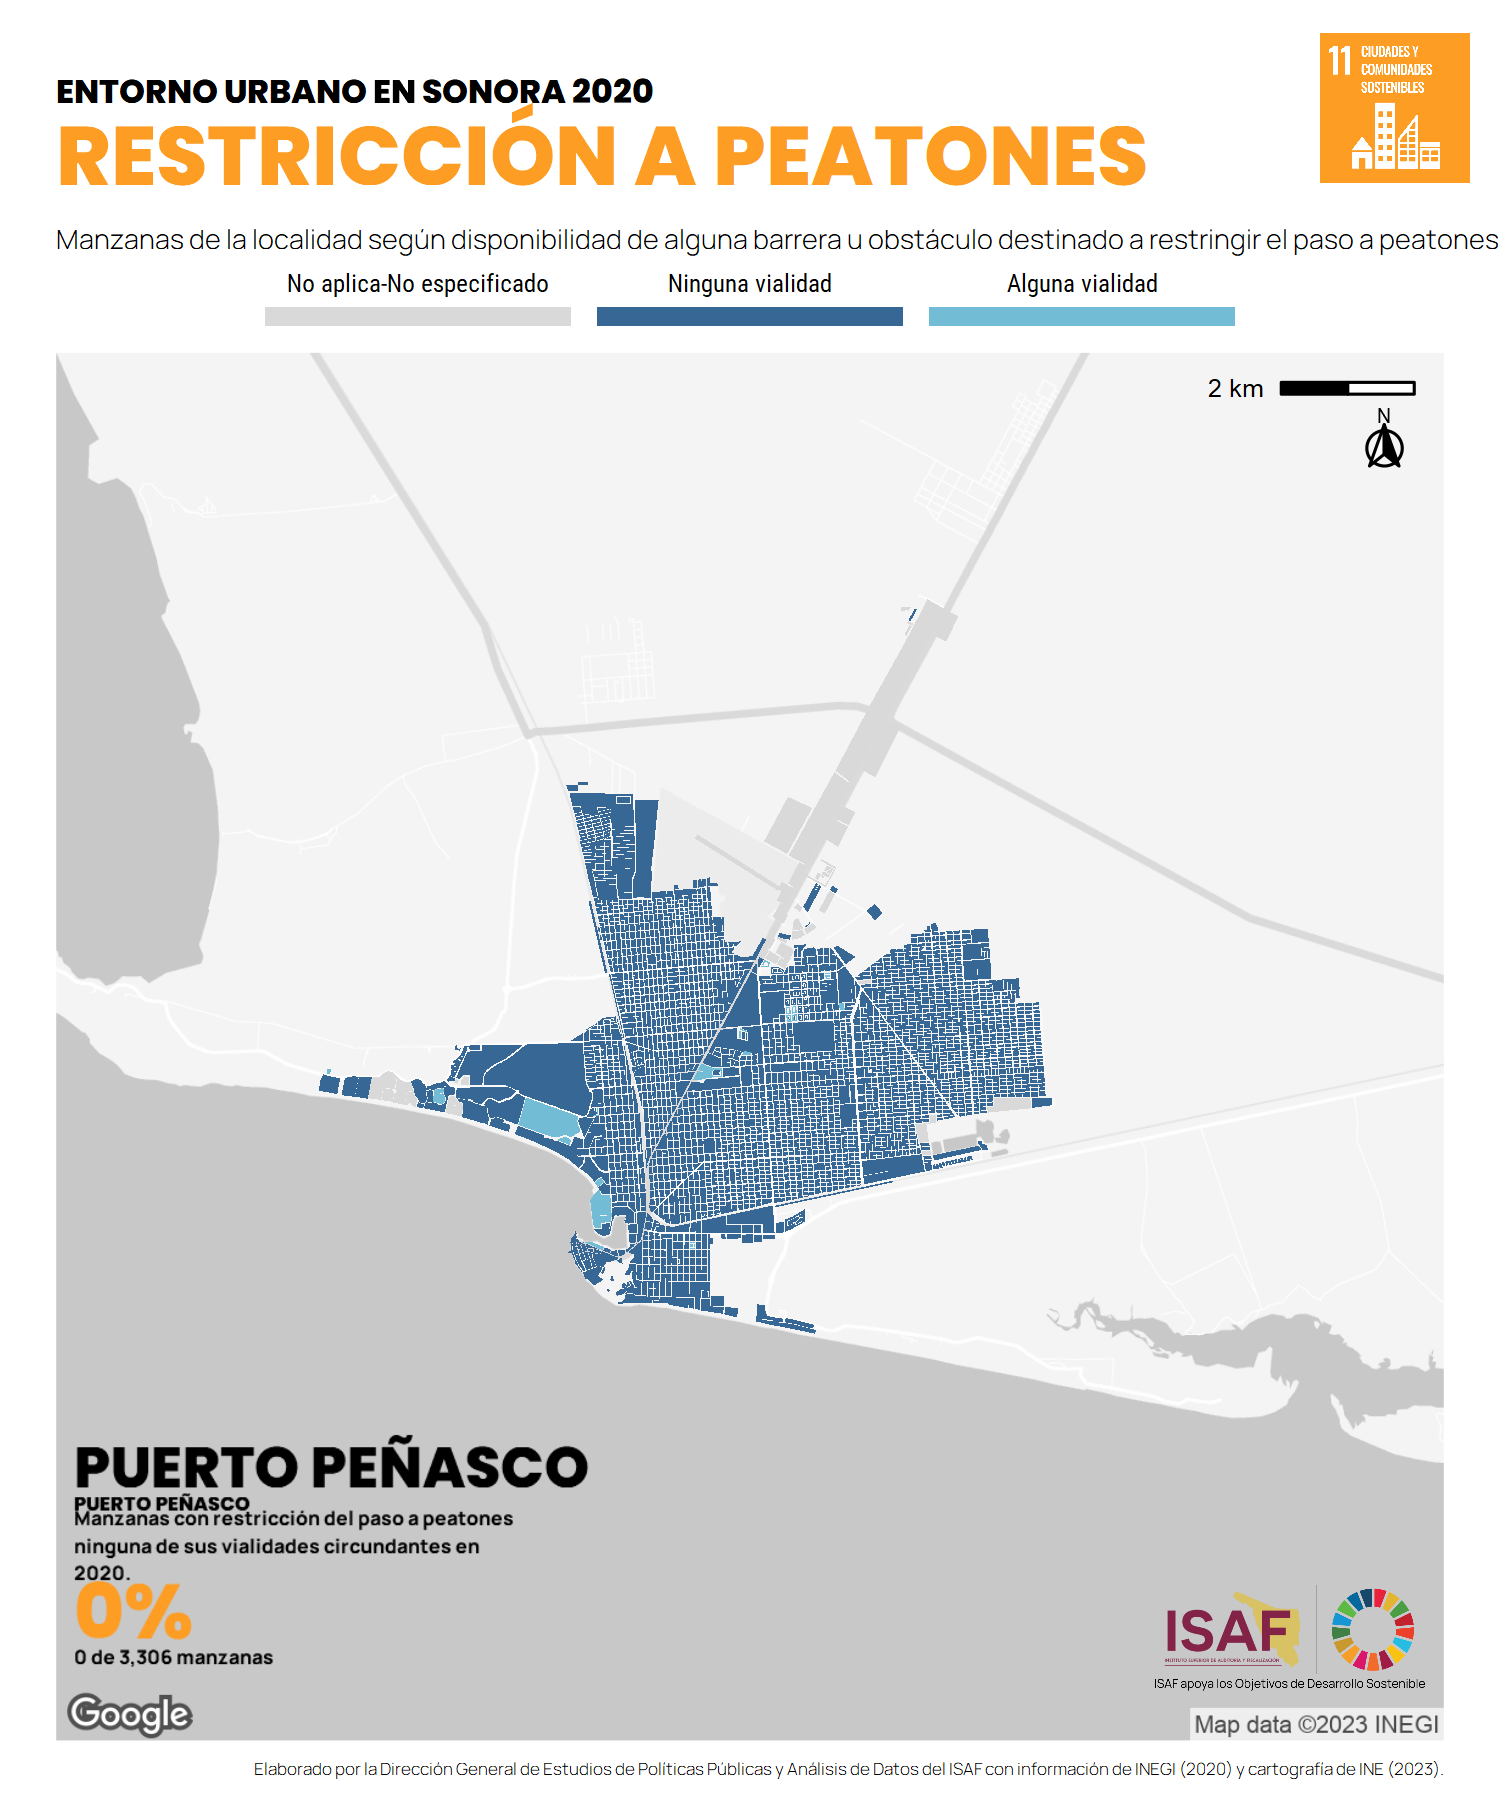 ENTORNO URBANO EN SONORA 2020
RESTRICCIÓN A PEATONES
11 CIUDADES Y
COMUNIDADES
SOSTENIBLES
Manzanas de la localidad según disponibilidad de alguna barrera u obstáculo destinado a restringir el paso a peatones
No aplica-No especificado
Ninguna vialidad
Alguna vialidad
2 km
N
PUERTO PEÑASCO
PUERTO PEÑASCO
Manzanas con restricción del paso a peatones
ninguna de sus vialidades circundantes en
2020.
0%
0 de 3,306 manzanas
ISAF
INSTITUTO SUPERIOR DE AUDITORÍA Y FISCALIZACIÓN
ISAF apoya los Objetivos de Desarrollo Sostenible
Google
Map data ©2023 INEGI
Elaborado por la Dirección General de Estudios de Políticas Públicas y Análisis de Datos del ISAF con información de INEGI (2020) y cartografía de INE (2023).